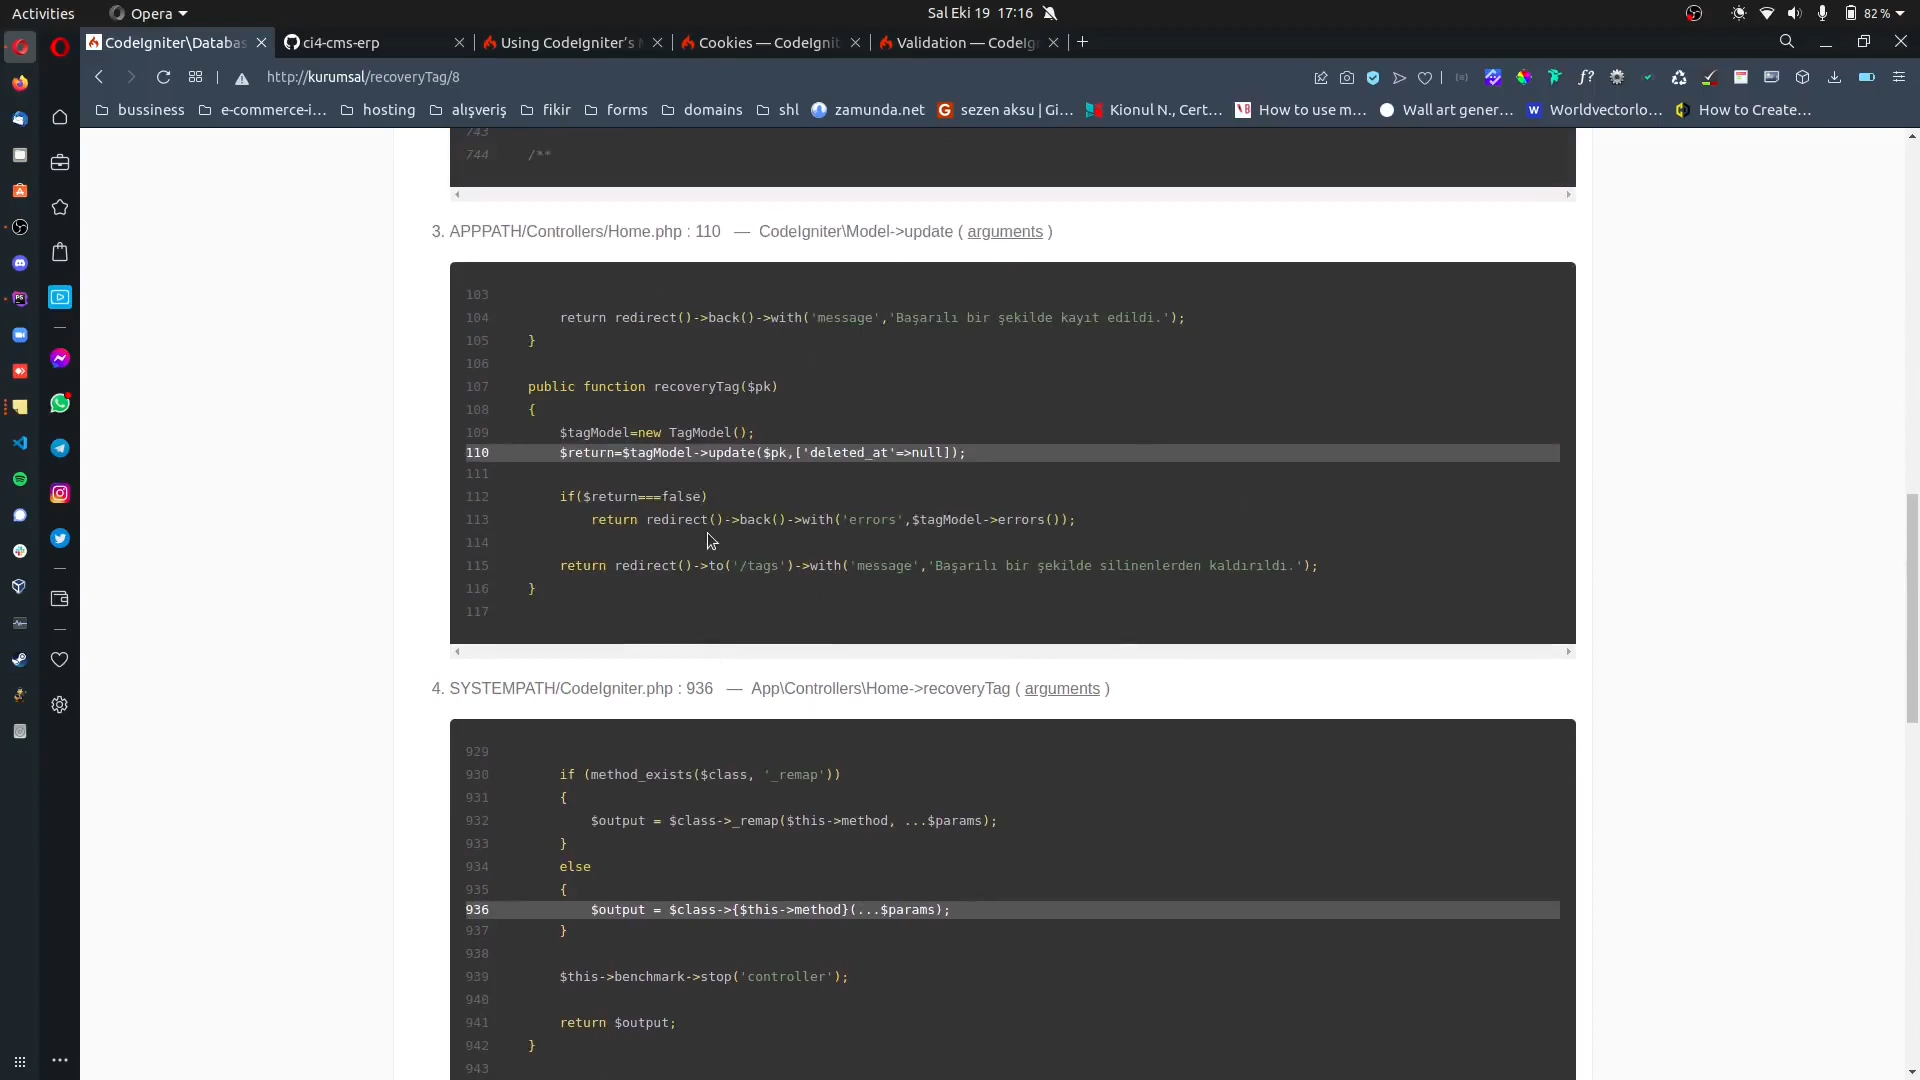 Activities Opera Sal Eki 19 17:16 82 %
CodeIgniter\Databas ci4-cms-erp Using CodeIgniter's Cookies — CodeIgnit Validation — CodeIg
http://kurumsal/recoveryTag/8
bussiness e-commerce-i… hosting alışveriş fikir forms domains shl zamunda.net sezen aksu | Gi… Kionul N., Cert… How to use m… Wall art gener… Worldvectorlo… How to Create…
743
744 /**
3. APPPATH/Controllers/Home.php : 110 — CodeIgniter\Model->update ( arguments )
103
104 return redirect()->back()->with('message','Başarılı bir şekilde kayıt edildi.');
105 }
106
107 public function recoveryTag($pk)
108 {
109 $tagModel=new TagModel();
110 $return=$tagModel->update($pk,['deleted_at'=>null]);
111
112 if($return===false)
113 return redirect()->back()->with('errors',$tagModel->errors());
114
115 return redirect()->to('/tags')->with('message','Başarılı bir şekilde silinenlerden kaldırıldı.');
116 }
117
4. SYSTEMPATH/CodeIgniter.php : 936 — App\Controllers\Home->recoveryTag ( arguments )
929
930 if (method_exists($class, '_remap'))
931 {
932 $output = $class->_remap($this->method, ...$params);
933 }
934 else
935 {
936 $output = $class->{$this->method}(...$params);
937 }
938
939 $this->benchmark->stop('controller');
940
941 return $output;
942 }
943